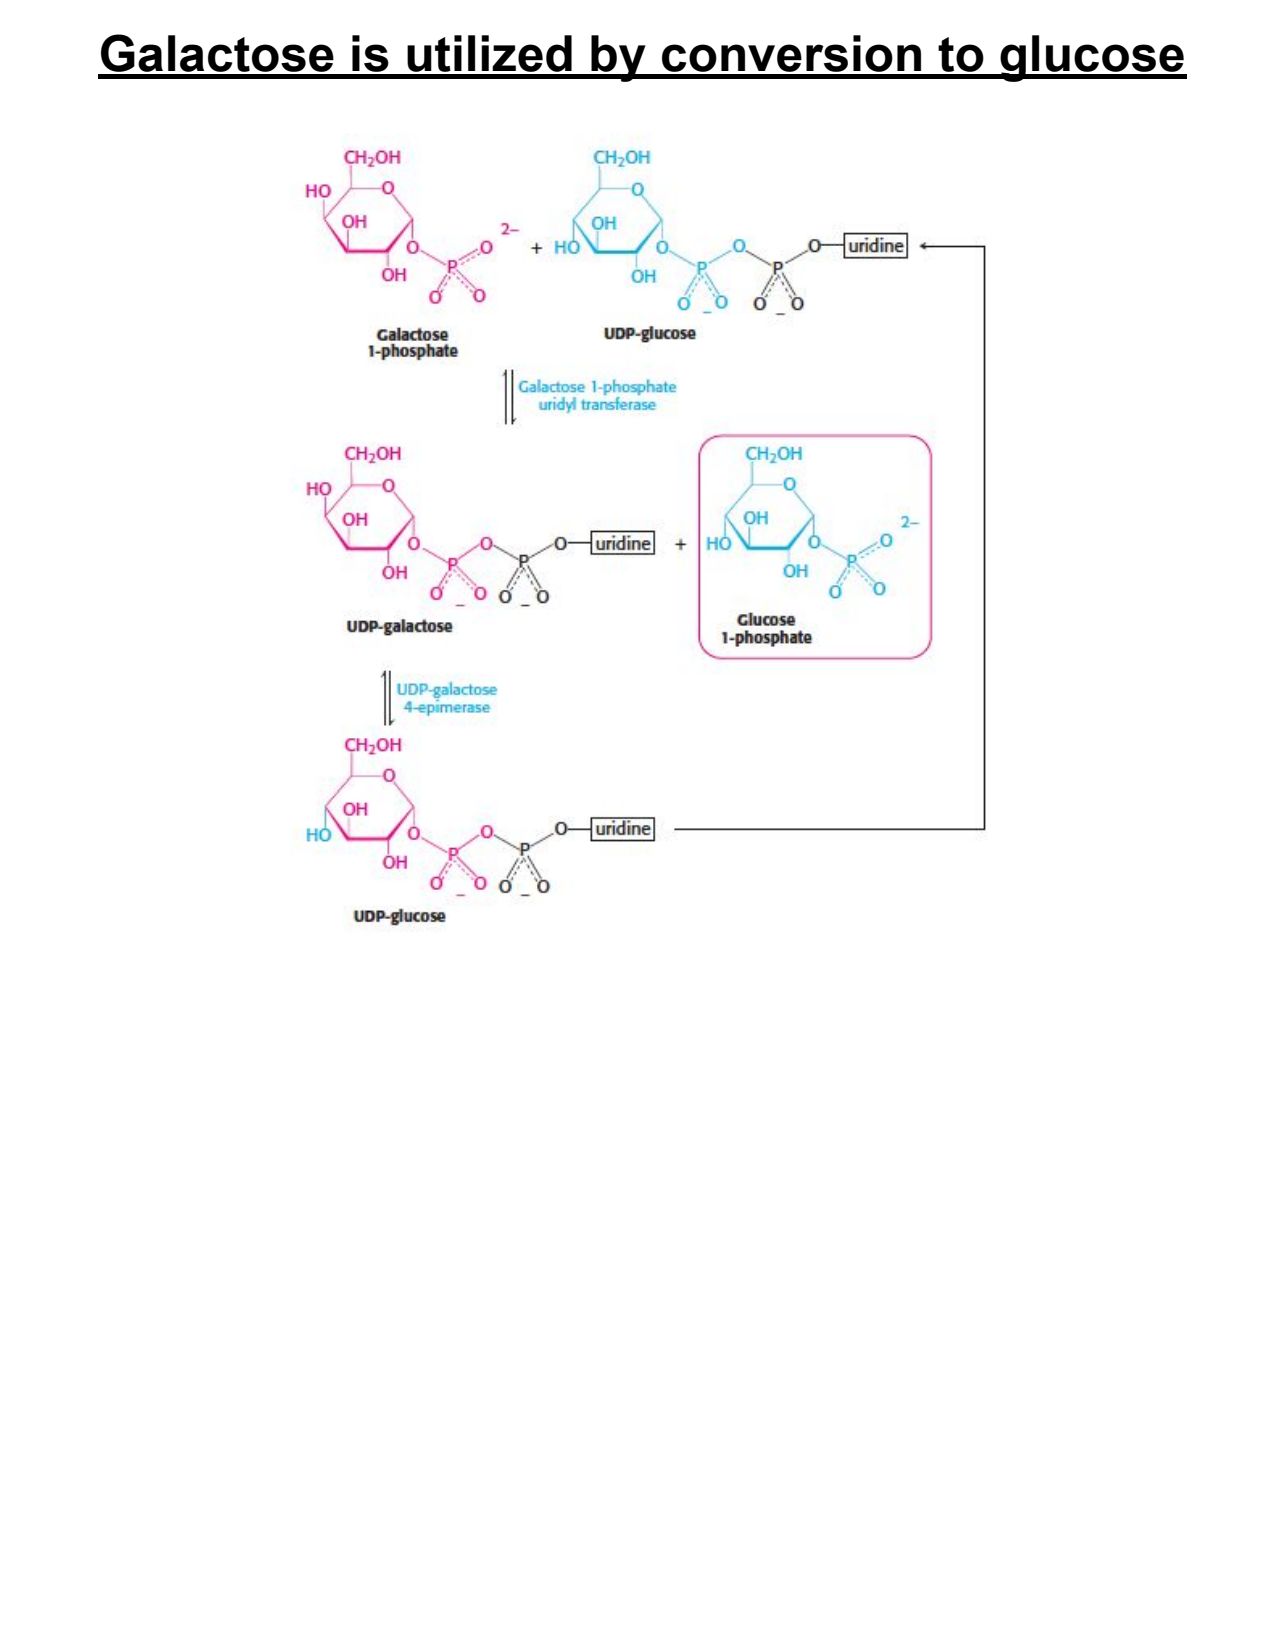 Galactose is utilized by conversion to glucose
CH₂OH
HO
O
OH
O
OH
P
O
O
O
2–
+
CH₂OH
O
OH
HO
O
OH
P
O
O
–
O
P
O
O
–
O
uridine
Galactose
1-phosphate
UDP-glucose
Galactose 1-phosphate
uridyl transferase
CH₂OH
HO
O
OH
O
OH
P
O
O
–
O
P
O
O
–
O
uridine
+
CH₂OH
O
OH
HO
O
OH
P
O
O
O
2–
UDP-galactose
Glucose
1-phosphate
UDP-galactose
4-epimerase
CH₂OH
O
OH
HO
O
OH
P
O
O
–
O
P
O
O
–
O
uridine
UDP-glucose